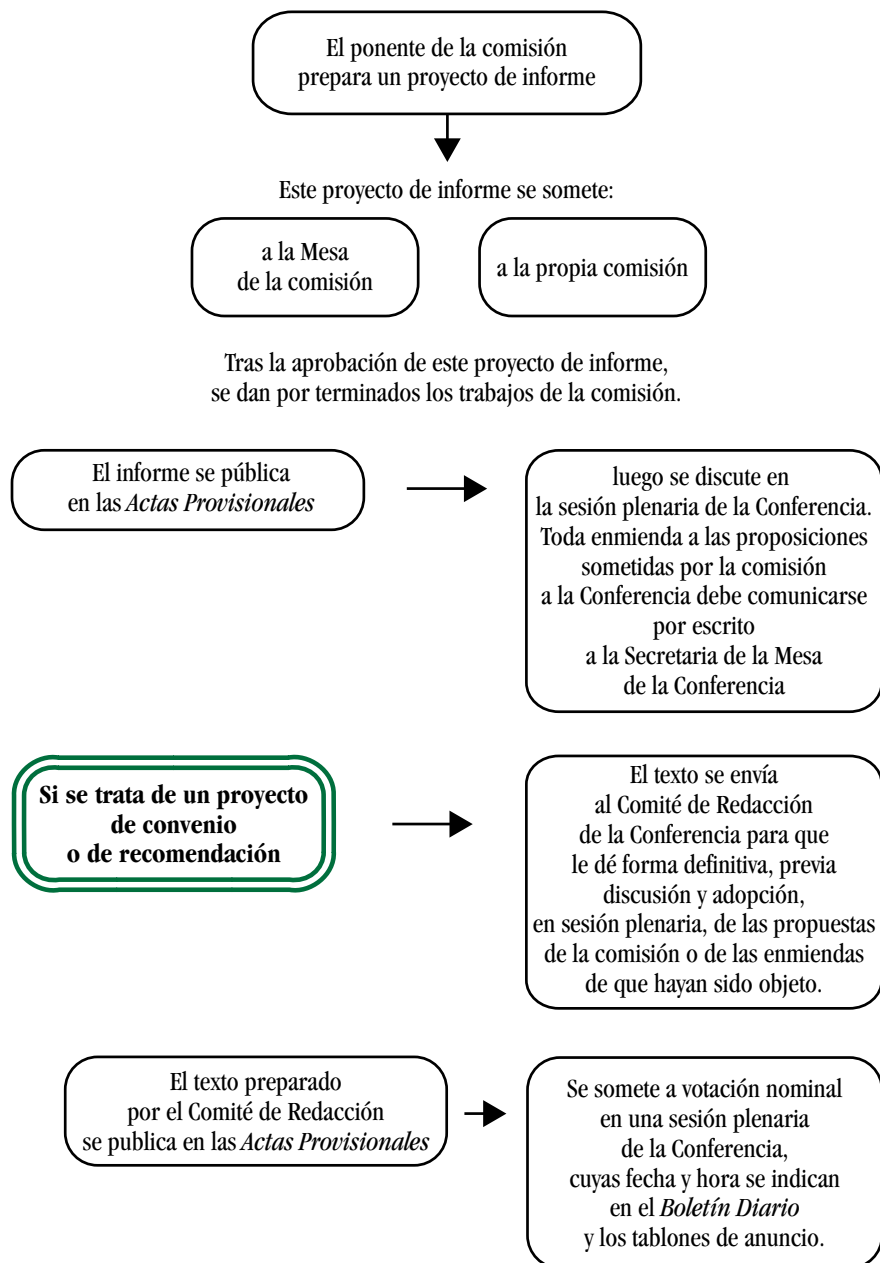 El ponente de la comisión
prepara un proyecto de informe
Este proyecto de informe se somete:
a la Mesa
de la comisión
a la propia comisión
Tras la aprobación de este proyecto de informe,
se dan por terminados los trabajos de la comisión.
El informe se pública
en las Actas Provisionales
luego se discute en
la sesión plenaria de la Conferencia.
Toda enmienda a las proposiciones
sometidas por la comisión
a la Conferencia debe comunicarse
por escrito
a la Secretaria de la Mesa
de la Conferencia
Si se trata de un proyecto
de convenio
o de recomendación
El texto se envía
al Comité de Redacción
de la Conferencia para que
le dé forma definitiva, previa
discusión y adopción,
en sesión plenaria, de las propuestas
de la comisión o de las enmiendas
de que hayan sido objeto.
El texto preparado
por el Comité de Redacción
se publica en las Actas Provisionales
Se somete a votación nominal
en una sesión plenaria
de la Conferencia,
cuyas fecha y hora se indican
en el Boletín Diario
y los tablones de anuncio.